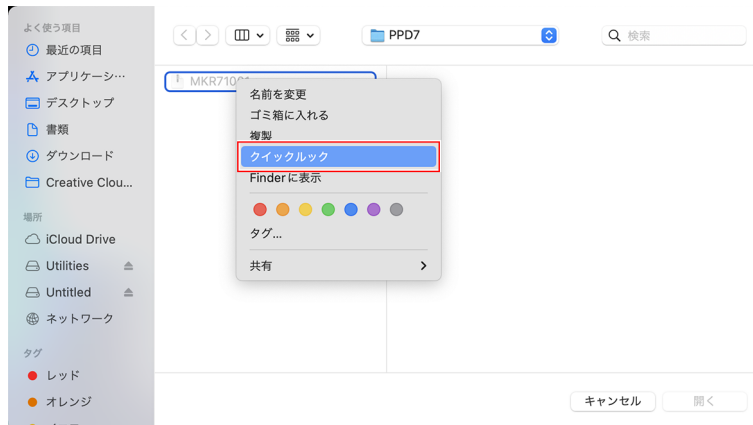 よく使う項目
最近の項目
アプリケーシ…
デスクトップ
書類
ダウンロード
Creative Clou...
場所
iCloud Drive
Utilities
Untitled
ネットワーク
タグ
レッド
オレンジ
PPD7
検索
名前を変更
ゴミ箱に入れる
複製
クイックルック
Finderに表示
タグ...
共有
キャンセル
開く